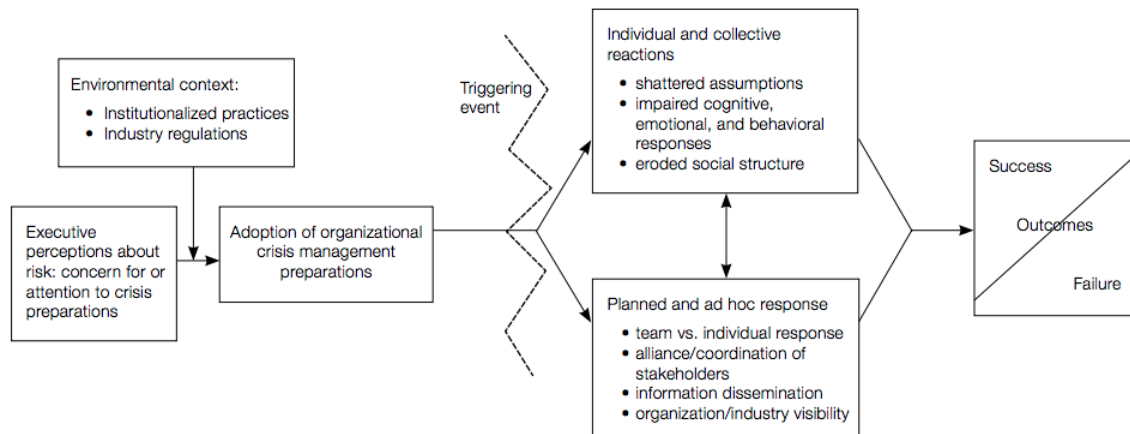 Environmental context:
• Institutionalized practices
• Industry regulations
Executive
perceptions about
risk: concern for or
attention to crisis
preparations
Adoption of organizational
crisis management
preparations
Triggering
event
Individual and collective
reactions
• shattered assumptions
• impaired cognitive,
emotional, and behavioral
responses
• eroded social structure
Planned and ad hoc response
• team vs. individual response
• alliance/coordination of
stakeholders
• information dissemination
• organization/industry visibility
Success
Outcomes
Failure